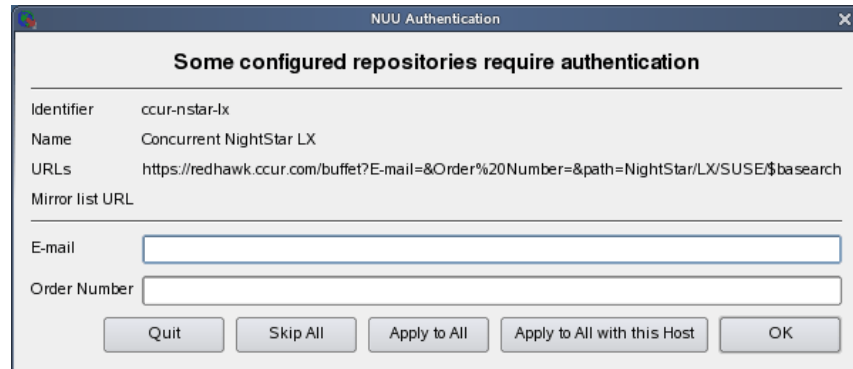 NUU Authentication
Some configured repositories require authentication
Identifier ccur-nstar-lx
Name Concurrent NightStar LX
URLs https://redhawk.ccur.com/buffet?E-mail=&Order%20Number=&path=NightStar/LX/SUSE/$basearch
Mirror list URL
E-mail
Order Number
Quit Skip All Apply to All Apply to All with this Host OK